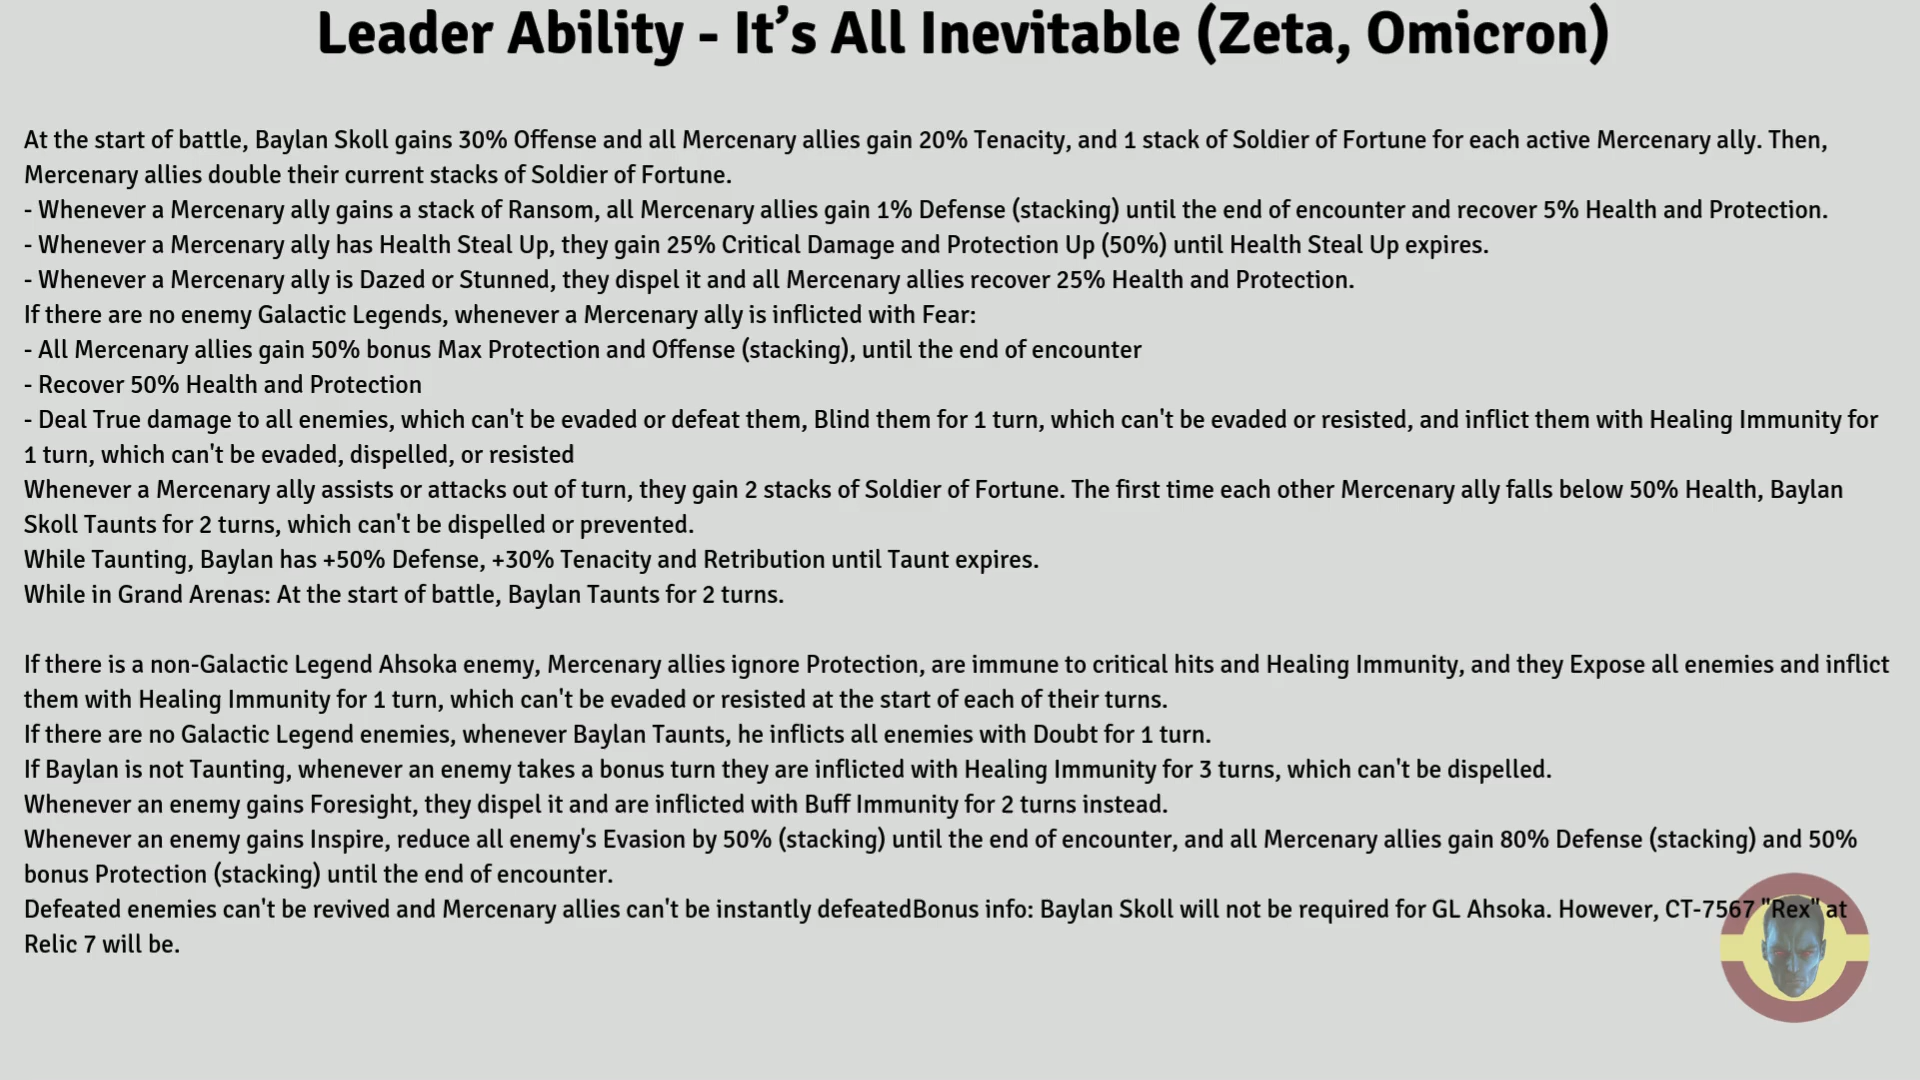 Leader Ability - It’s All Inevitable (Zeta, Omicron)
At the start of battle, Baylan Skoll gains 30% Offense and all Mercenary allies gain 20% Tenacity, and 1 stack of Soldier of Fortune for each active Mercenary ally. Then,
Mercenary allies double their current stacks of Soldier of Fortune.
- Whenever a Mercenary ally gains a stack of Ransom, all Mercenary allies gain 1% Defense (stacking) until the end of encounter and recover 5% Health and Protection.
- Whenever a Mercenary ally has Health Steal Up, they gain 25% Critical Damage and Protection Up (50%) until Health Steal Up expires.
- Whenever a Mercenary ally is Dazed or Stunned, they dispel it and all Mercenary allies recover 25% Health and Protection.
If there are no enemy Galactic Legends, whenever a Mercenary ally is inflicted with Fear:
- All Mercenary allies gain 50% bonus Max Protection and Offense (stacking), until the end of encounter
- Recover 50% Health and Protection
- Deal True damage to all enemies, which can't be evaded or defeat them, Blind them for 1 turn, which can't be evaded or resisted, and inflict them with Healing Immunity for
1 turn, which can't be evaded, dispelled, or resisted
Whenever a Mercenary ally assists or attacks out of turn, they gain 2 stacks of Soldier of Fortune. The first time each other Mercenary ally falls below 50% Health, Baylan
Skoll Taunts for 2 turns, which can't be dispelled or prevented.
While Taunting, Baylan has +50% Defense, +30% Tenacity and Retribution until Taunt expires.
While in Grand Arenas: At the start of battle, Baylan Taunts for 2 turns.
If there is a non-Galactic Legend Ahsoka enemy, Mercenary allies ignore Protection, are immune to critical hits and Healing Immunity, and they Expose all enemies and inflict
them with Healing Immunity for 1 turn, which can't be evaded or resisted at the start of each of their turns.
If there are no Galactic Legend enemies, whenever Baylan Taunts, he inflicts all enemies with Doubt for 1 turn.
If Baylan is not Taunting, whenever an enemy takes a bonus turn they are inflicted with Healing Immunity for 3 turns, which can't be dispelled.
Whenever an enemy gains Foresight, they dispel it and are inflicted with Buff Immunity for 2 turns instead.
Whenever an enemy gains Inspire, reduce all enemy's Evasion by 50% (stacking) until the end of encounter, and all Mercenary allies gain 80% Defense (stacking) and 50%
bonus Protection (stacking) until the end of encounter.
Defeated enemies can't be revived and Mercenary allies can't be instantly defeatedBonus info: Baylan Skoll will not be required for GL Ahsoka. However, CT-7567 "Rex" at
Relic 7 will be.